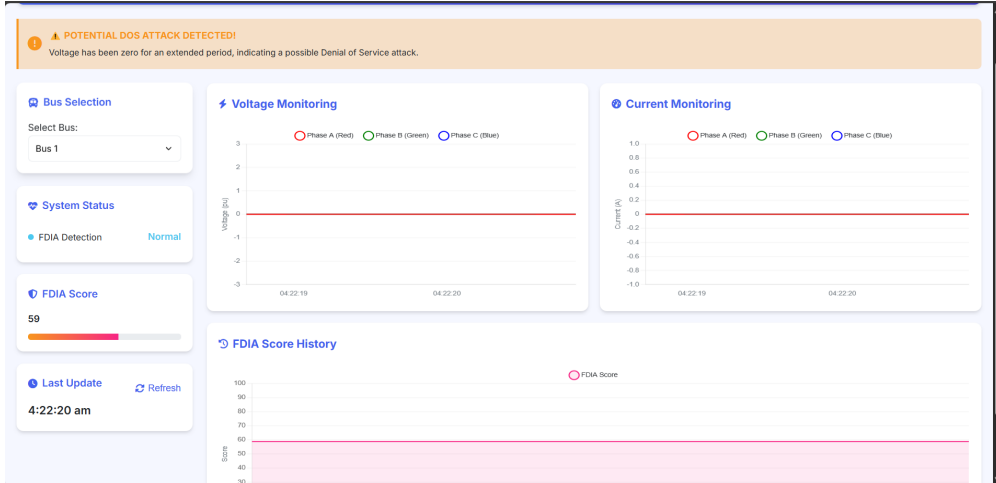 POTENTIAL DOS ATTACK DETECTED!
Voltage has been zero for an extended period, indicating a possible Denial of Service attack.
Bus Selection
Select Bus:
Bus 1
System Status
FDIA Detection Normal
FDIA Score
59
Last Update Refresh
4:22:20 am
Voltage Monitoring
Phase A (Red) Phase B (Green) Phase C (Blue)
Voltage (pu)
3
2
1
0
-1
-2
-3
04:22:19 04:22:20
Current Monitoring
Phase A (Red) Phase B (Green) Phase C (Blue)
Current (A)
1.0
0.8
0.6
0.4
0.2
0
-0.2
-0.4
-0.6
-0.8
-1.0
04:22:19 04:22:20
FDIA Score History
FDIA Score
Score
100
90
80
70
60
50
40
30